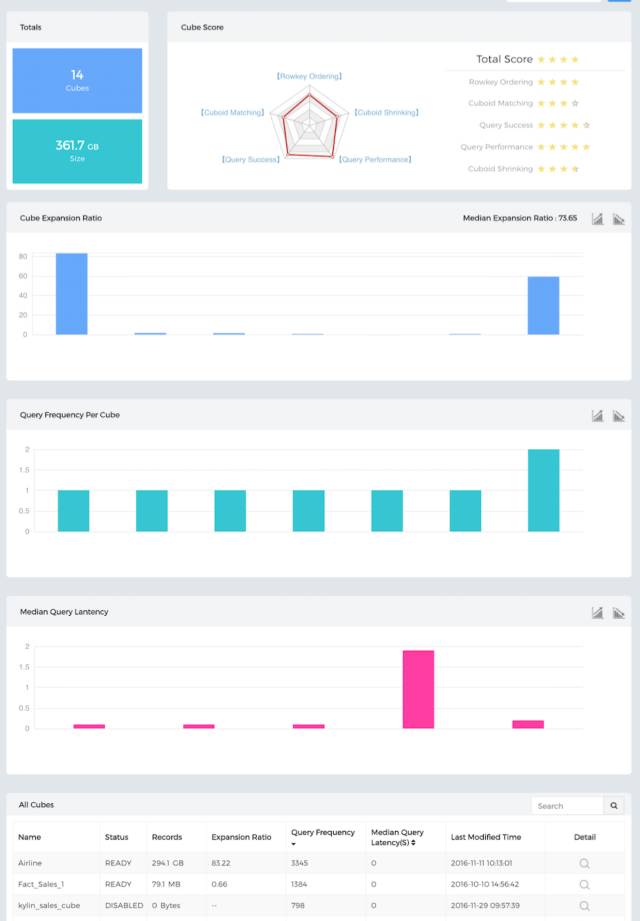 Totals
14
Cubes
361.7 GB
Size
Cube Score
【Rowkey Ordering】
【Cuboid Matching】
【Cuboid Shrinking】
【Query Success】
【Query Performance】
Total Score
Rowkey Ordering
Cuboid Matching
Query Success
Query Performance
Cuboid Shrinking
Cube Expansion Ratio
Median Expansion Ratio : 73.65
80
60
40
20
0
Query Frequency Per Cube
2
1.5
1
0.5
0
Median Query Lantency
2
1.5
1
0.5
0
All Cubes
Search
Name Status Records Expansion Ratio Query Frequency Median Query Latency(S) Last Modified Time Detail
Airline READY 294.1 GB 83.22 3345 0 2016-11-11 10:13:01
Fact_Sales_1 READY 79.1 MB 0.66 1384 0 2016-10-10 14:56:42
kylin_sales_cube DISABLED 0 Bytes -- 798 0 2016-11-29 09:57:39